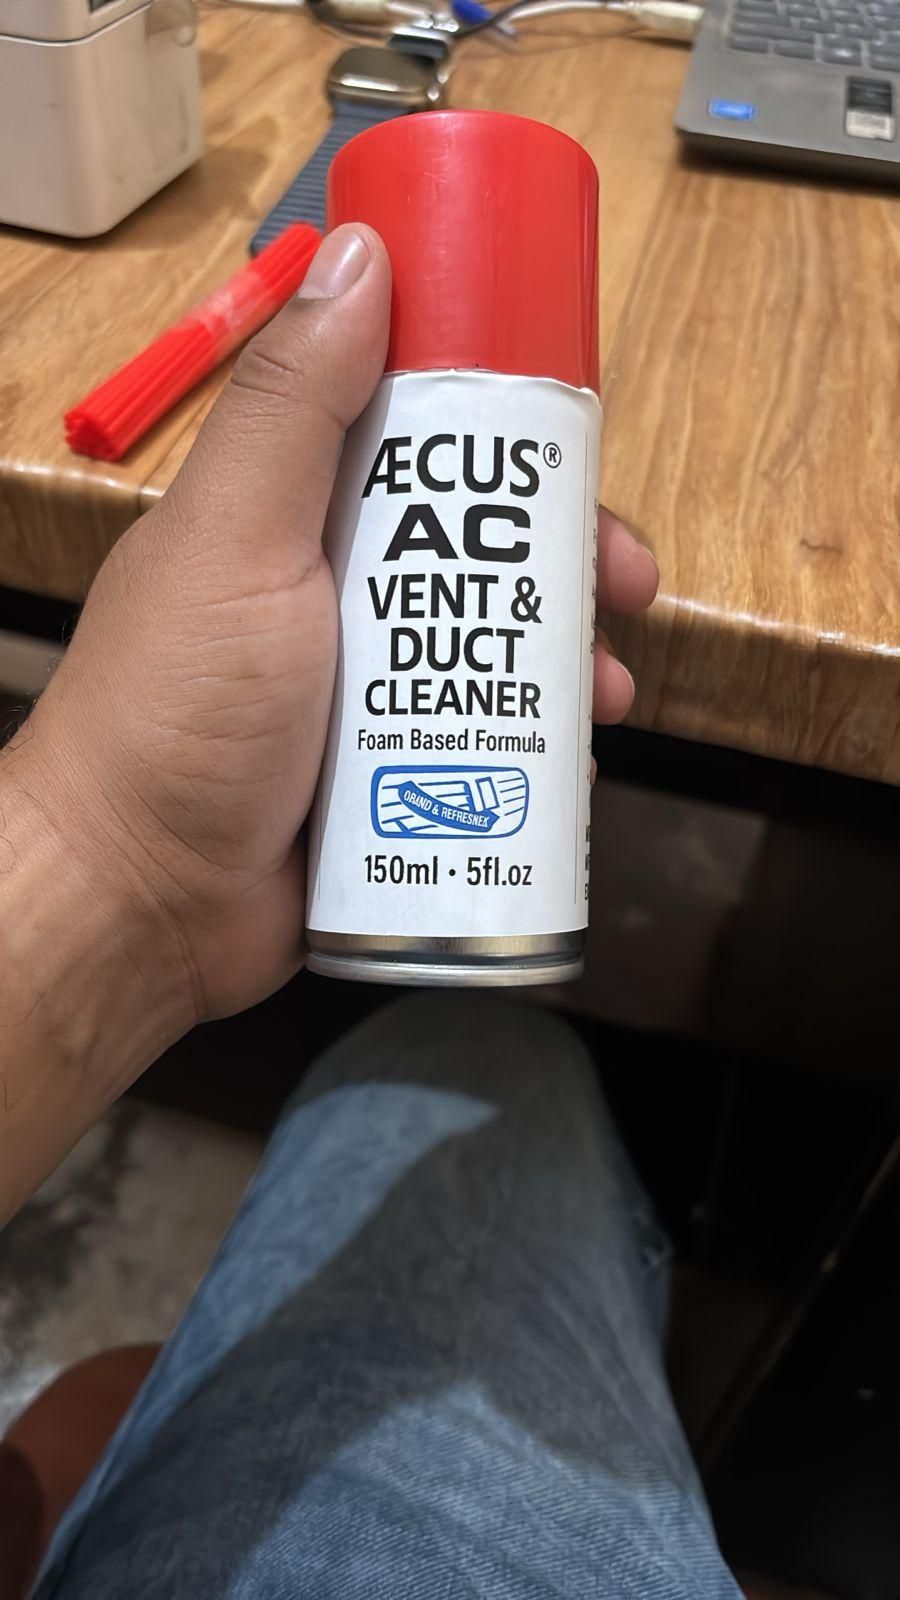 ÆCUS®
AC
VENT &
DUCT
CLEANER
Foam Based Formula
150ml · 5fl.oz